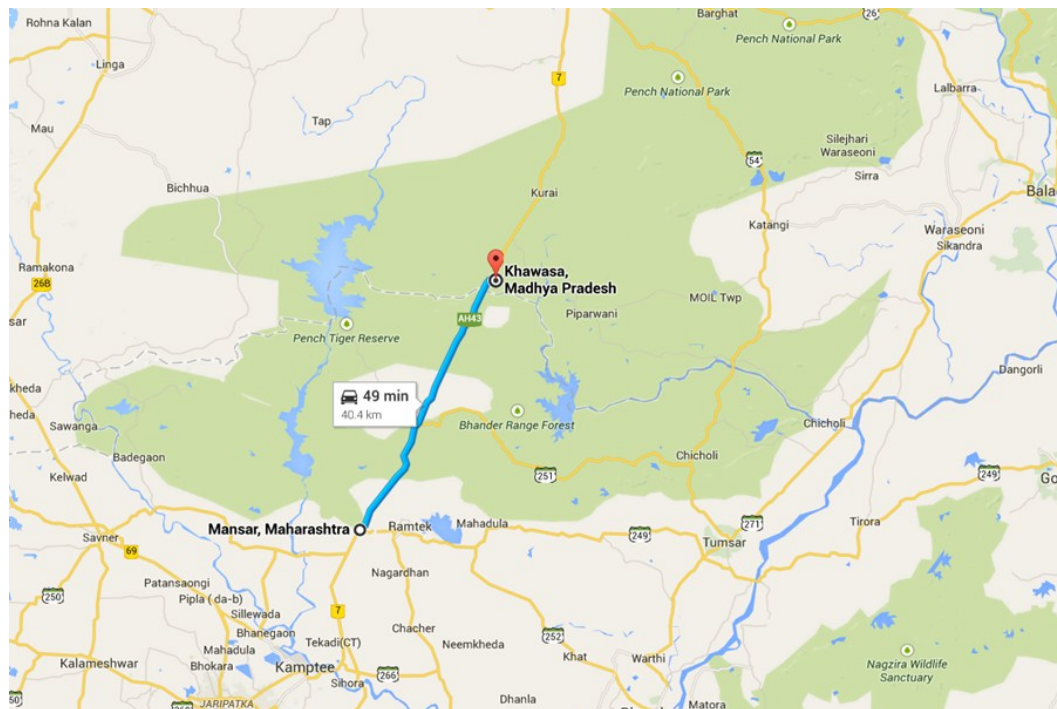 Rohna Kalan
Linga
Mau
Tap
Bichhua
7
Barghat
26
Pench National Park
Pench National Park
Lalbarra
54
Silejhari
Waraseoni
Sirra
Kurai
Katangi
Waraseoni
Sikandra
Ramakona
26B
Khawasa,
Madhya Pradesh
AH43
Piparwani
MOIL Twp
Pench Tiger Reserve
Dangorli
49 min
40.4 km
Bhander Range Forest
Sawanga
Badegaon
Kelwad
Chicholi
Chicholi
251
249
Mansar, Maharashtra
Ramtek
Mahadula
249
271
Tirora
Tumsar
Savner
69
Nagardhan
Patansaongi
Pipla ( da-b)
250
Sillewada
Bhanegaon
7
Chacher
252
Tekadi(CT)
Neemkheda
Mahadula
Kalameshwar
Bhokara
Kamptee
266
Khat
Warthi
Nagzira Wildlife
Sanctuary
Sihora
JARIPATKA
Dhanla
Matora